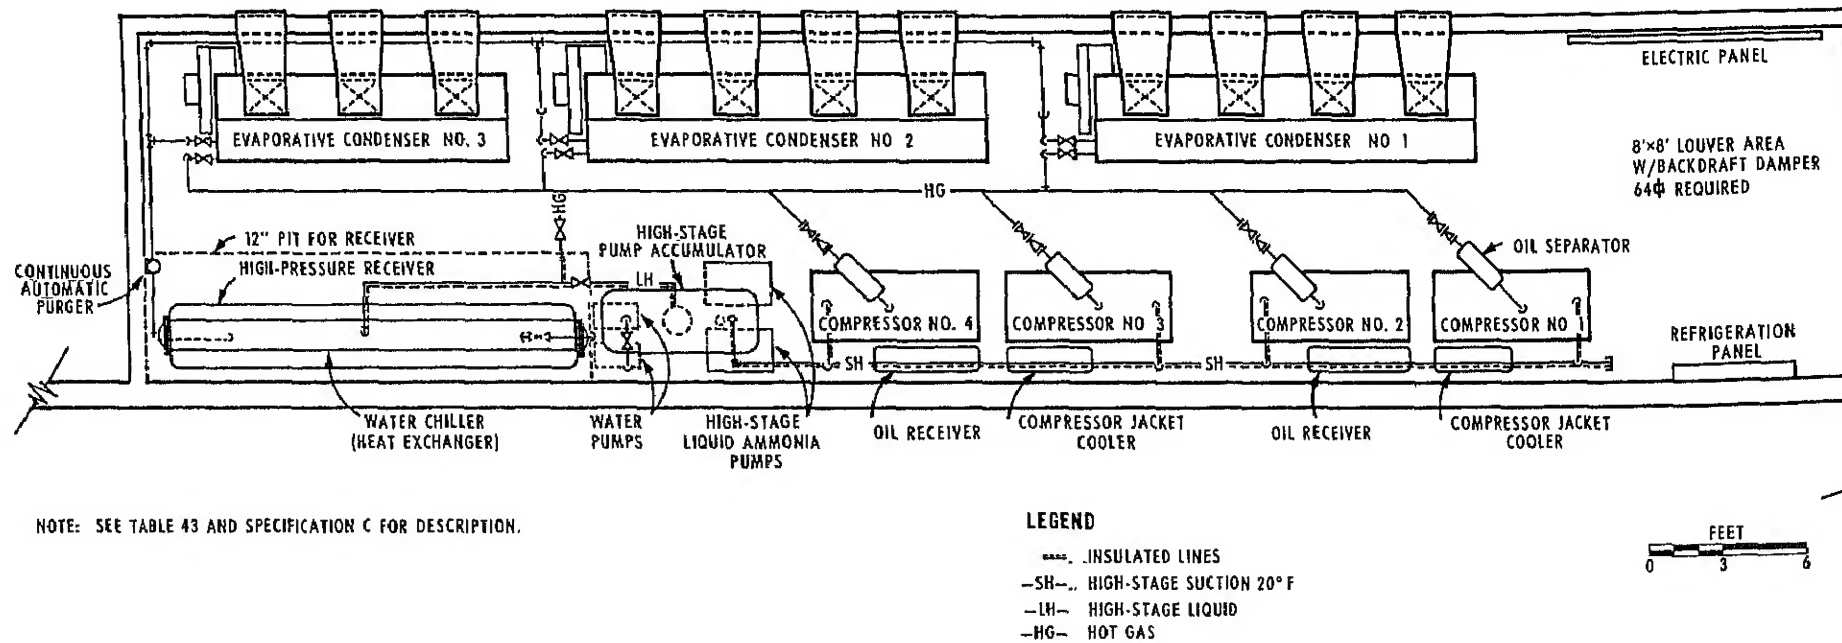 ELECTRIC PANEL
EVAPORATIVE CONDENSER NO. 3
EVAPORATIVE CONDENSER NO 2
EVAPORATIVE CONDENSER NO 1
8'×8' LOUVER AREA
W/BACKDRAFT DAMPER
64ф REQUIRED
HG
HG
12" PIT FOR RECEIVER
HIGH-PRESSURE RECEIVER
HIGH-STAGE
PUMP ACCUMULATOR
OIL SEPARATOR
CONTINUOUS
AUTOMATIC
PURGER
LH
COMPRESSOR NO. 4
COMPRESSOR NO 3
COMPRESSOR NO. 2
COMPRESSOR NO 1
SH
SH
REFRIGERATION
PANEL
WATER CHILLER
(HEAT EXCHANGER)
WATER
PUMPS
HIGH-STAGE
LIQUID AMMONIA
PUMPS
OIL RECEIVER
COMPRESSOR JACKET
COOLER
OIL RECEIVER
COMPRESSOR JACKET
COOLER
NOTE: SEE TABLE 43 AND SPECIFICATION C FOR DESCRIPTION.
LEGEND
INSULATED LINES
–SH–.. HIGH-STAGE SUCTION 20° F
–LH– HIGH-STAGE LIQUID
–HG– HOT GAS
FEET
0 3 6